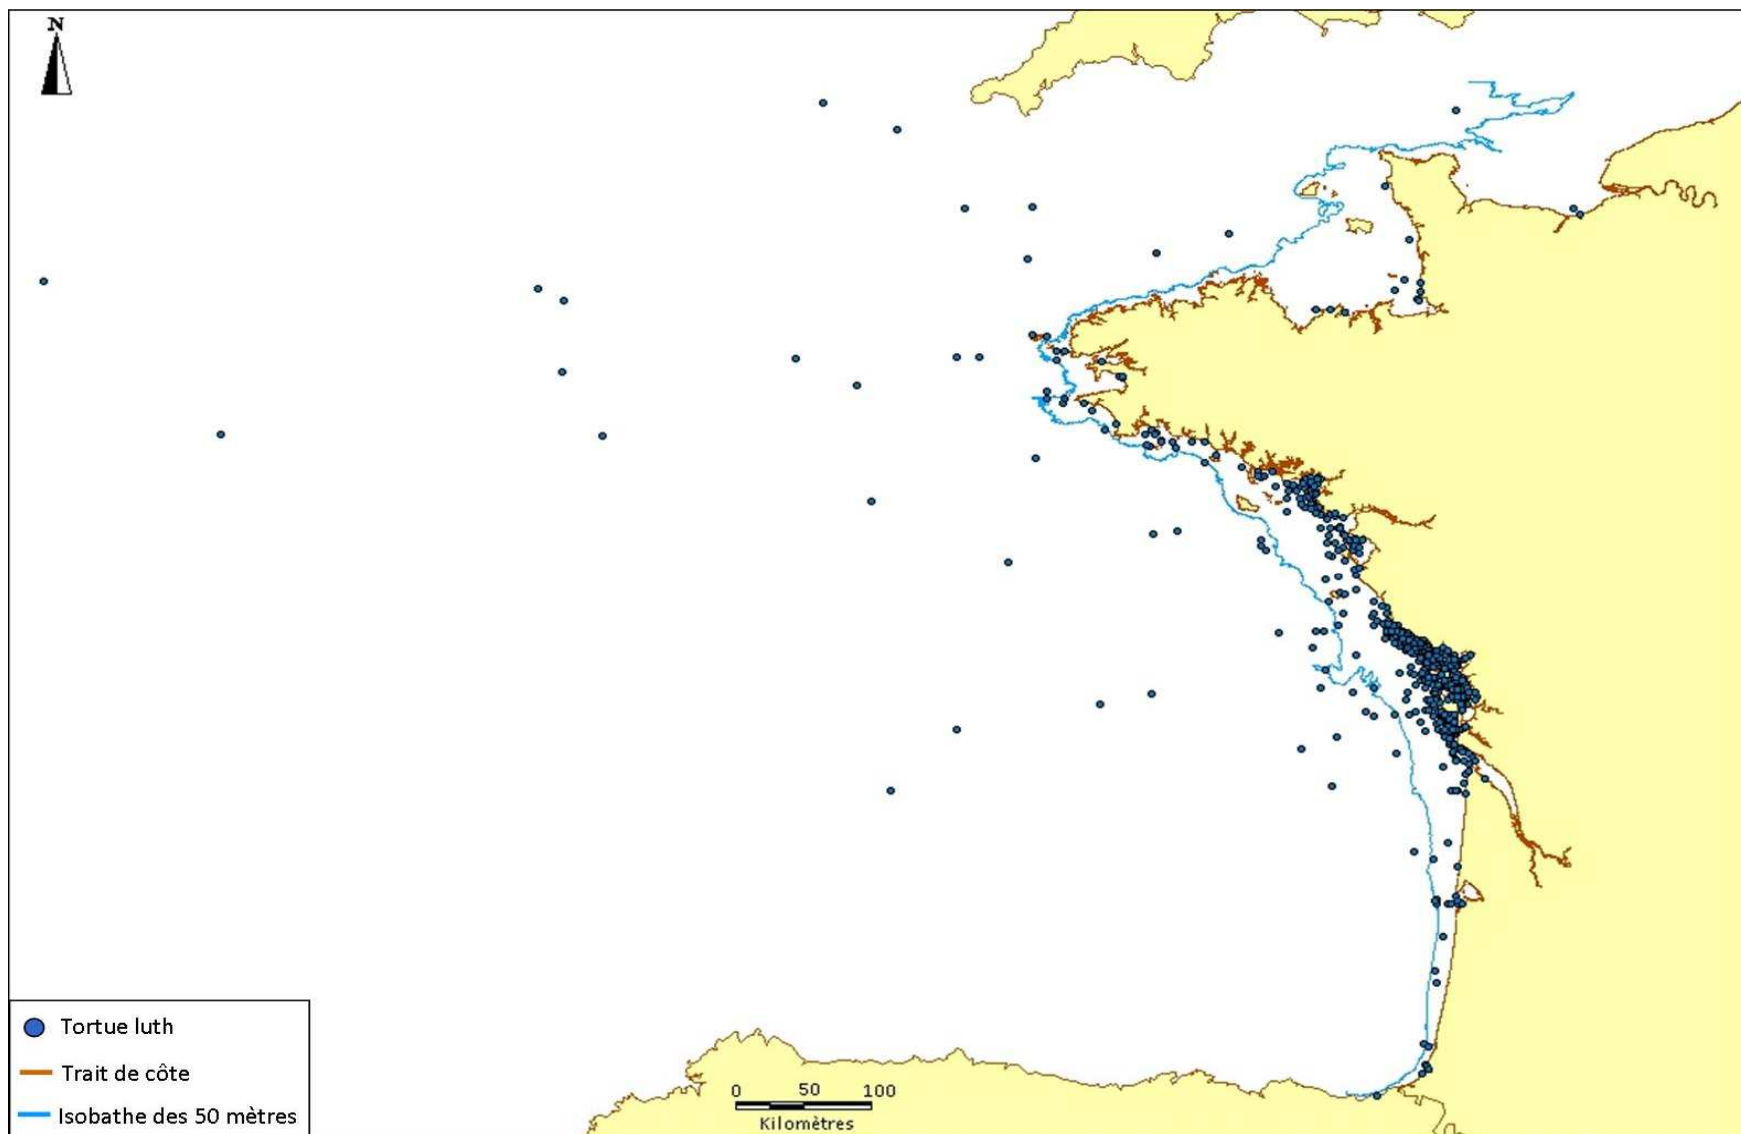 N
Tortue luth
Trait de côte
Isobathe des 50 mètres
0 50 100
Kilomètres